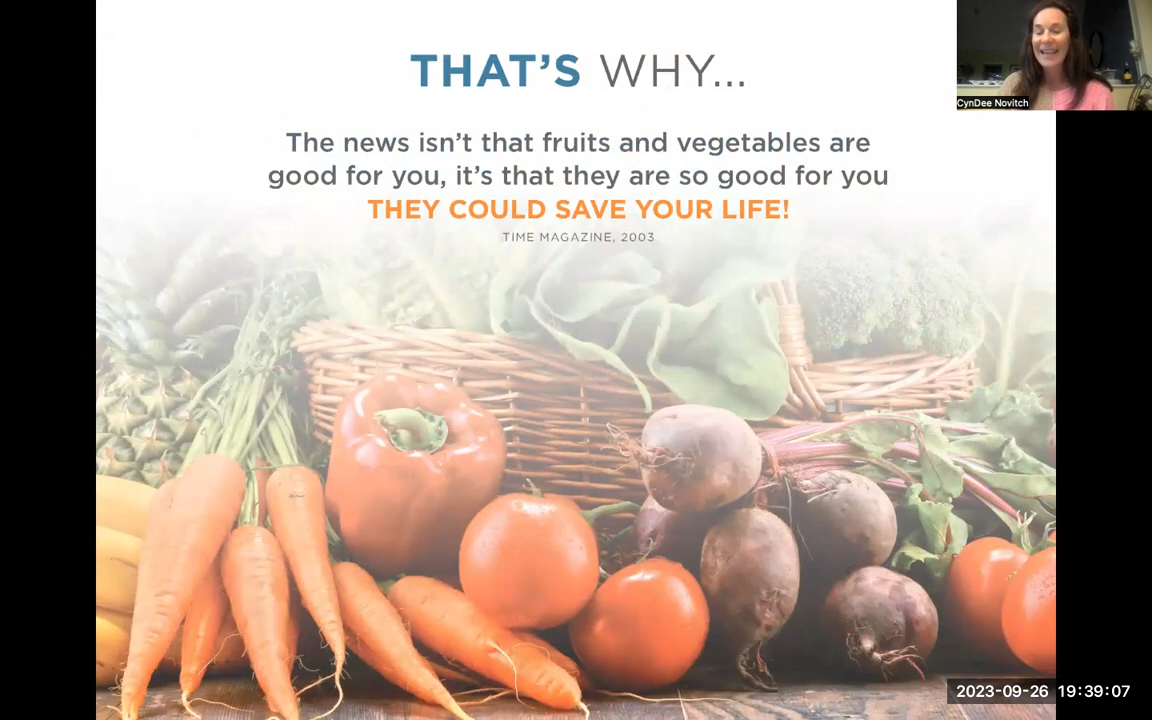 THAT'S WHY...
CynDee Novitch
The news isn't that fruits and vegetables are
good for you, it's that they are so good for you
THEY COULD SAVE YOUR LIFE!
TIME MAGAZINE, 2003
2023-09-26 19:39:07